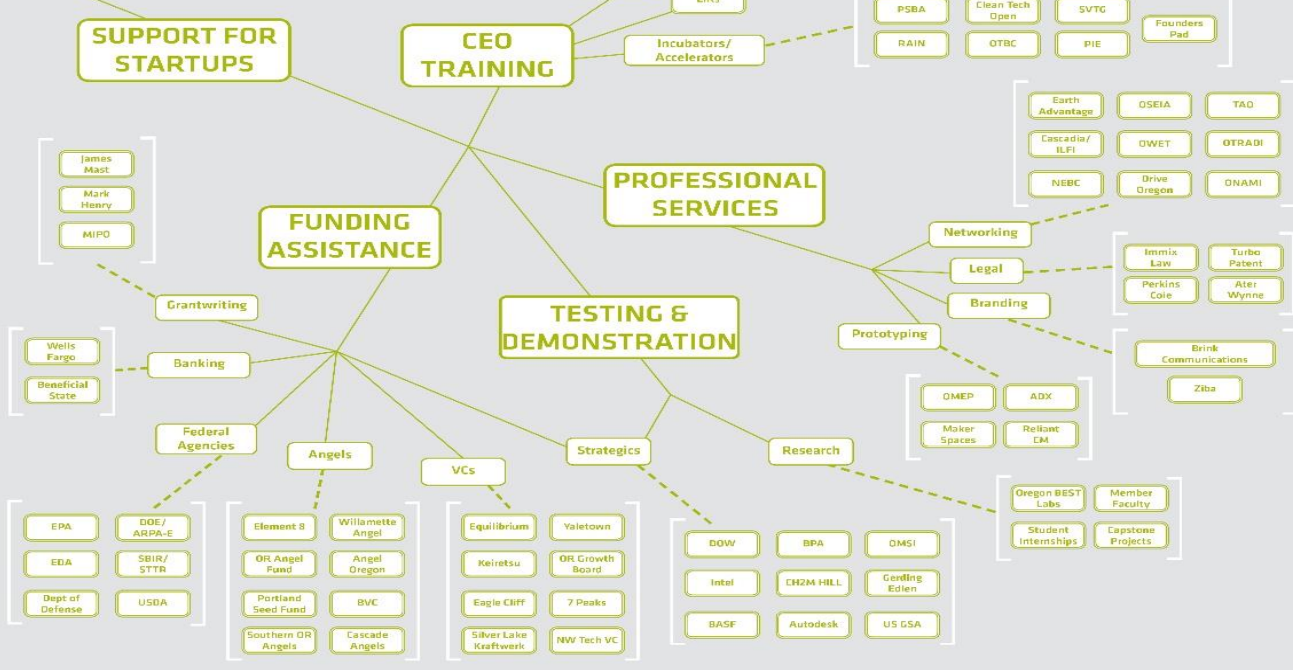 EIRs
PSBA
Clean Tech
Open
SVTG
Founders
Pad
RAIN
OTBC
PIE
SUPPORT FOR
STARTUPS
CEO
TRAINING
Incubators/
Accelerators
Earth
Advantage
OSEIA
TAO
Cascadia/
ILFI
OWET
OTRADI
NEBC
Drive
Oregon
ONAMI
James
Mast
Mark
Henry
MIPO
PROFESSIONAL
SERVICES
FUNDING
ASSISTANCE
Networking
Legal
Branding
Prototyping
Immix
Law
Turbo
Patent
Perkins
Coie
Ater
Wynne
Grantwriting
TESTING &
DEMONSTRATION
Wells
Fargo
Beneficial
State
Banking
Brink
Communications
Ziba
OMEP
ADX
Maker
Spaces
Reliant
CM
Federal
Agencies
Angels
VCs
Strategics
Research
Oregon BEST
Labs
Member
Faculty
Student
Internships
Capstone
Projects
EPA
DOE/
ARPA-E
EDA
SBIR/
STTR
Dept of
Defense
USDA
Element 8
Willamette
Angel
OR Angel
Fund
Angel
Oregon
Portland
Seed Fund
BVC
Southern OR
Angels
Cascade
Angels
Equilibrium
Yaletown
Keiretsu
OR Growth
Board
Eagle Cliff
7 Peaks
Silver Lake
Kraftwerk
NW Tech VC
DOW
BPA
OMSI
Intel
CH2M HILL
Gerding
Edlen
BASF
Autodesk
US GSA